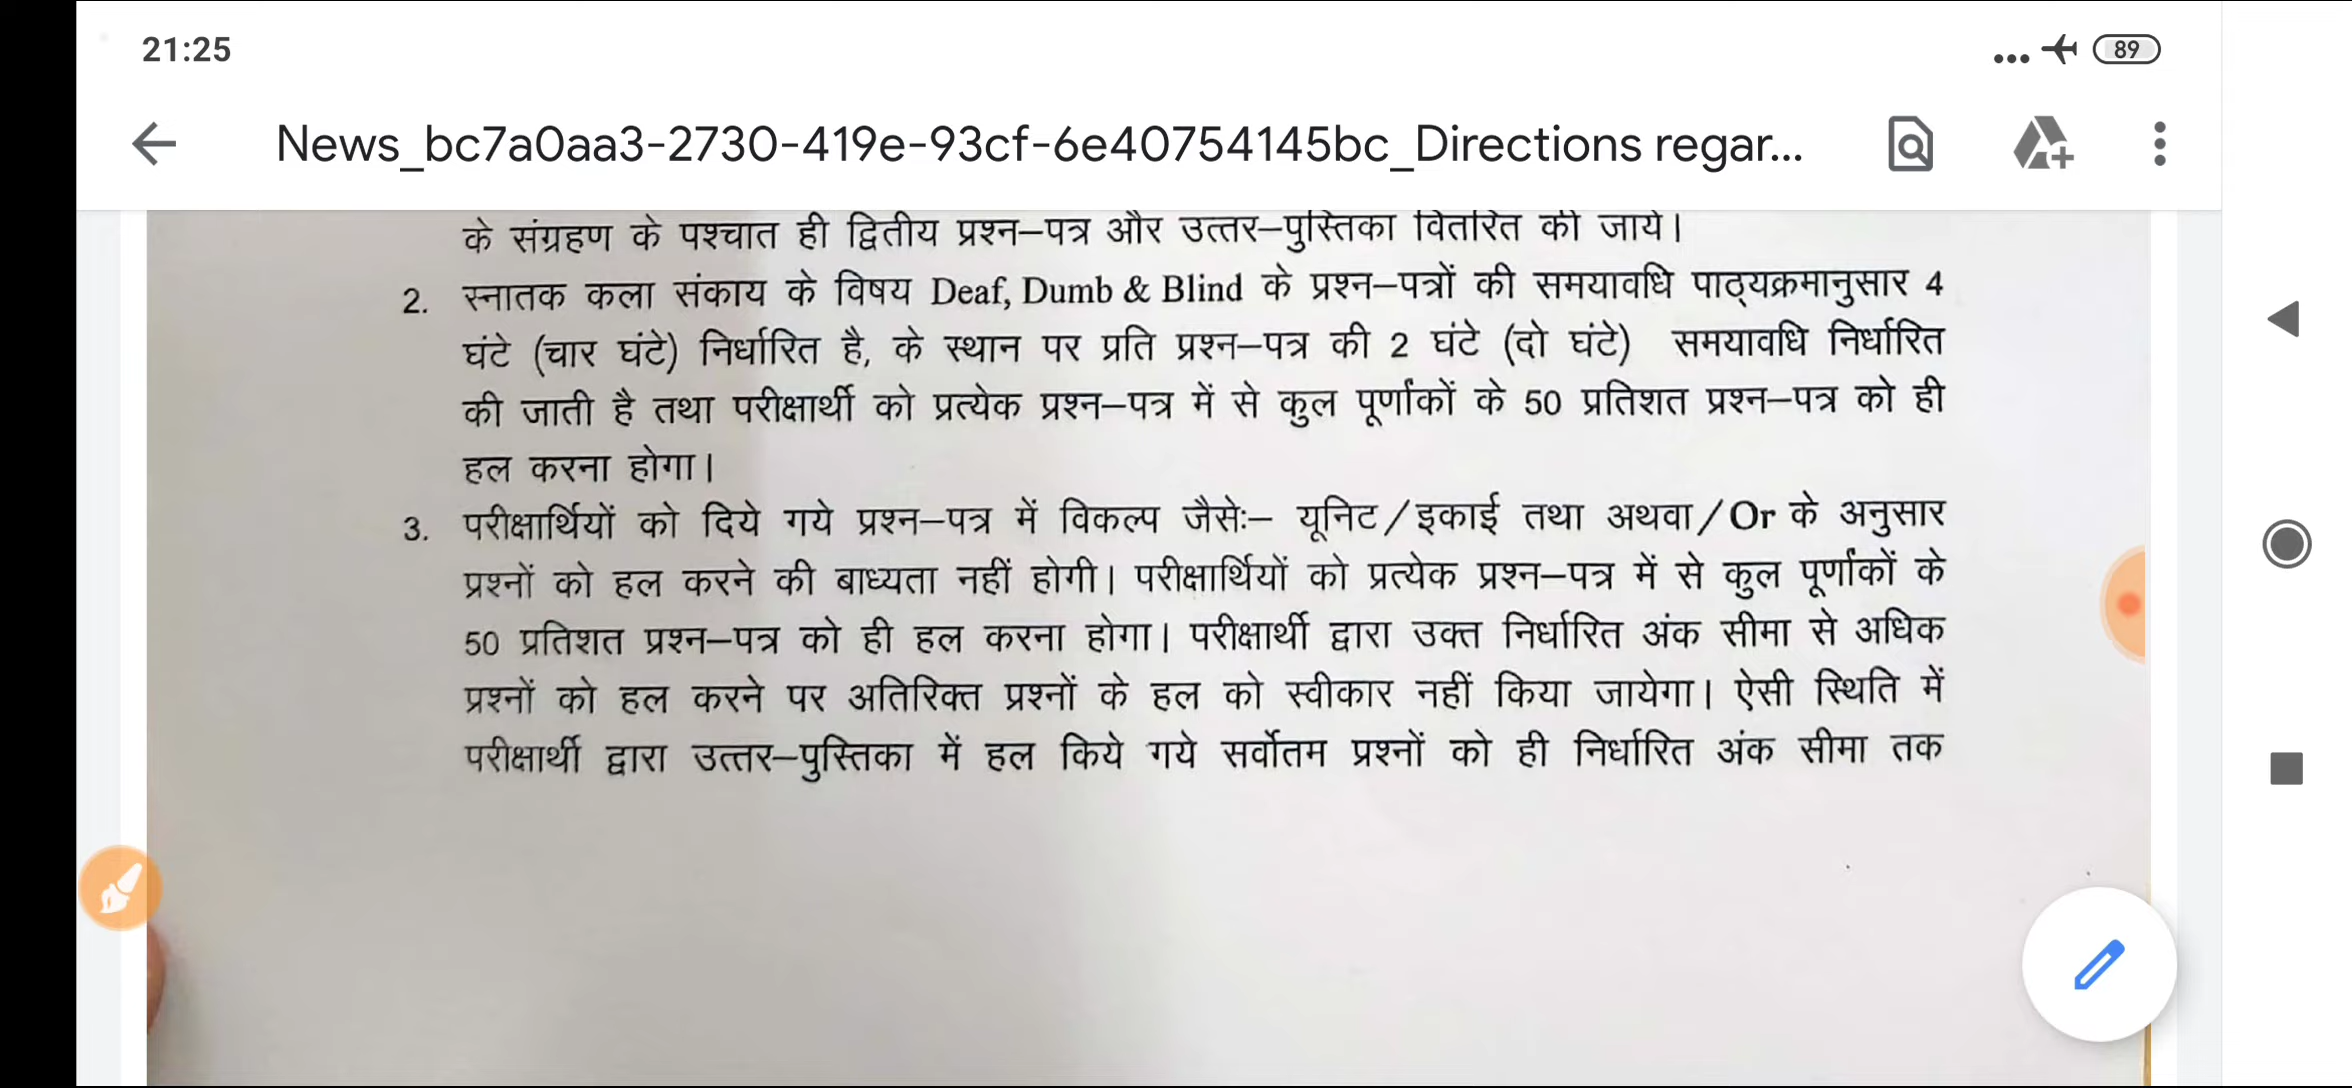 21:25
89
News_bc7a0aa3-2730-419e-93cf-6e40754145bc_Directions regar...
के संग्रहण के पश्चात ही द्वितीय प्रश्न–पत्र और उत्तर–पुस्तिका वितरित की जाये।
2. स्नातक कला संकाय के विषय Deaf, Dumb & Blind के प्रश्न–पत्रों की समयावधि पाठ्यक्रमानुसार 4
घंटे (चार घंटे) निर्धारित है, के स्थान पर प्रति प्रश्न–पत्र की 2 घंटे (दो घंटे) समयावधि निर्धारित
की जाती है तथा परीक्षार्थी को प्रत्येक प्रश्न–पत्र में से कुल पूर्णाकों के 50 प्रतिशत प्रश्न–पत्र को ही
हल करना होगा।
3. परीक्षार्थियों को दिये गये प्रश्न–पत्र में विकल्प जैसेः– यूनिट/इकाई तथा अथवा/Or के अनुसार
प्रश्नों को हल करने की बाध्यता नहीं होगी। परीक्षार्थियों को प्रत्येक प्रश्न–पत्र में से कुल पूर्णाकों के
50 प्रतिशत प्रश्न–पत्र को ही हल करना होगा। परीक्षार्थी द्वारा उक्त निर्धारित अंक सीमा से अधिक
प्रश्नों को हल करने पर अतिरिक्त प्रश्नों के हल को स्वीकार नहीं किया जायेगा। ऐसी स्थिति में
परीक्षार्थी द्वारा उत्तर–पुस्तिका में हल किये गये सर्वोतम प्रश्नों को ही निर्धारित अंक सीमा तक